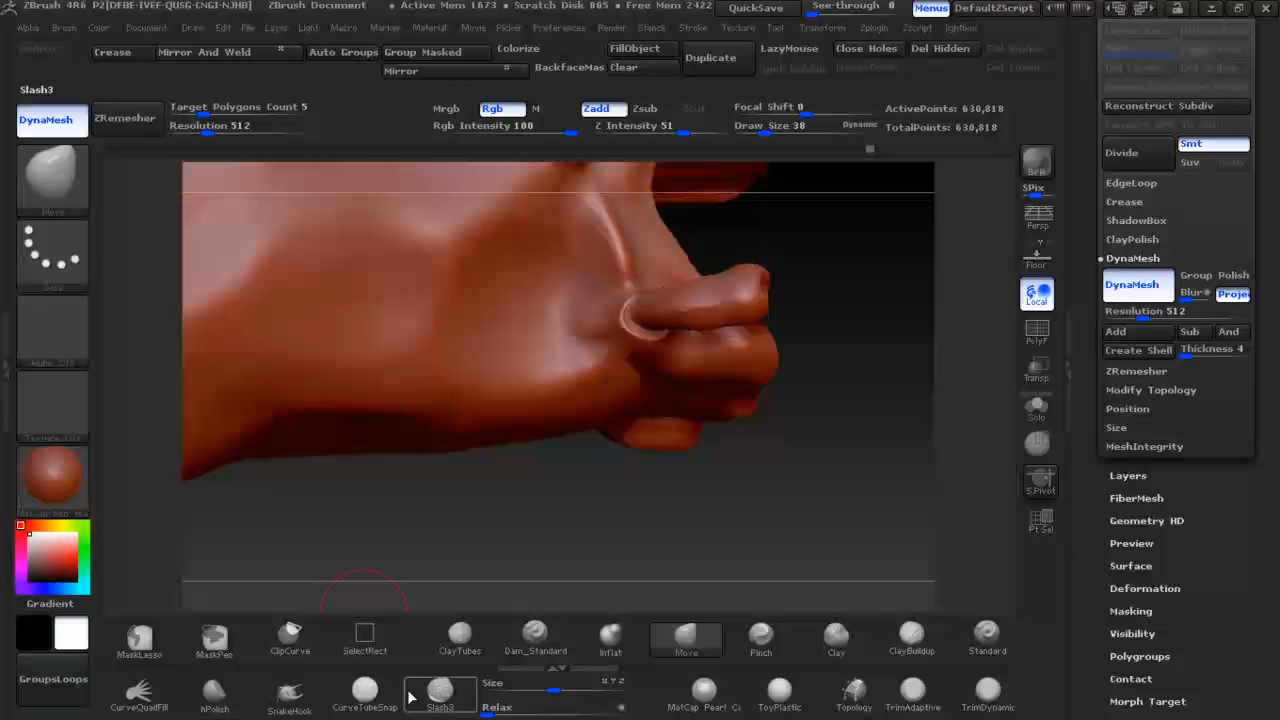 ZBrush 4R6 P2[DFBE-IVEF-QUSG-CNGI-NJHB]
ZBrush Document
Active Mem 1673
Scratch Disk 805
Free Mem 2422
QuickSave
See-through 0
Menus
DefaultZScript
Alpha Brush Color Document Draw Edit File Layer Light Macro Marker Material Movie Picker Preferences Render Stencil Stroke Texture Tool Transform Zplugin Zscript lightbox
Crease
Mirror And Weld
Auto Groups
Group Masked
Mirror
Colorize
BackfaceMas
FillObject
Clear
Duplicate
LazyMouse
Close Holes
Del Hidden
Slash3
DynaMesh
ZRemesher
Target Polygons Count 5
Resolution 512
Mrgb
Rgb
M
Rgb Intensity 100
Zadd
Zsub
Z Intensity 51
Focal Shift 0
Draw Size 38
Dynamic
ActivePoints: 630,818
TotalPoints: 630,818
Move
Dots
Gradient
GroupsLoops
SPix
Persp
Floor
Local
PolyF
Transp
Solo
S.Pivot
Pt Sel
Reconstruct Subdiv
Divide
Smt
Suv
EdgeLoop
Crease
ShadowBox
ClayPolish
DynaMesh
DynaMesh
Group
Polish
Blur
Projec
Resolution 512
Add
Sub
And
Create Shell
Thickness 4
ZRemesher
Modify Topology
Position
Size
MeshIntegrity
Layers
FiberMesh
Geometry HD
Preview
Surface
Deformation
Masking
Visibility
Polygroups
Contact
Morph Target
MaskLasso
MaskPen
ClipCurve
SelectRect
ClayTubes
Dam_Standard
Inflat
Move
Pinch
Clay
ClayBuildup
Standard
CurveQuadFill
hPolish
SnakeHook
CurveTubeSnap
Slash3
Size
X Y Z
Relax
MatCap Pearl Ca
ToyPlastic
Topology
TrimAdaptive
TrimDynamic